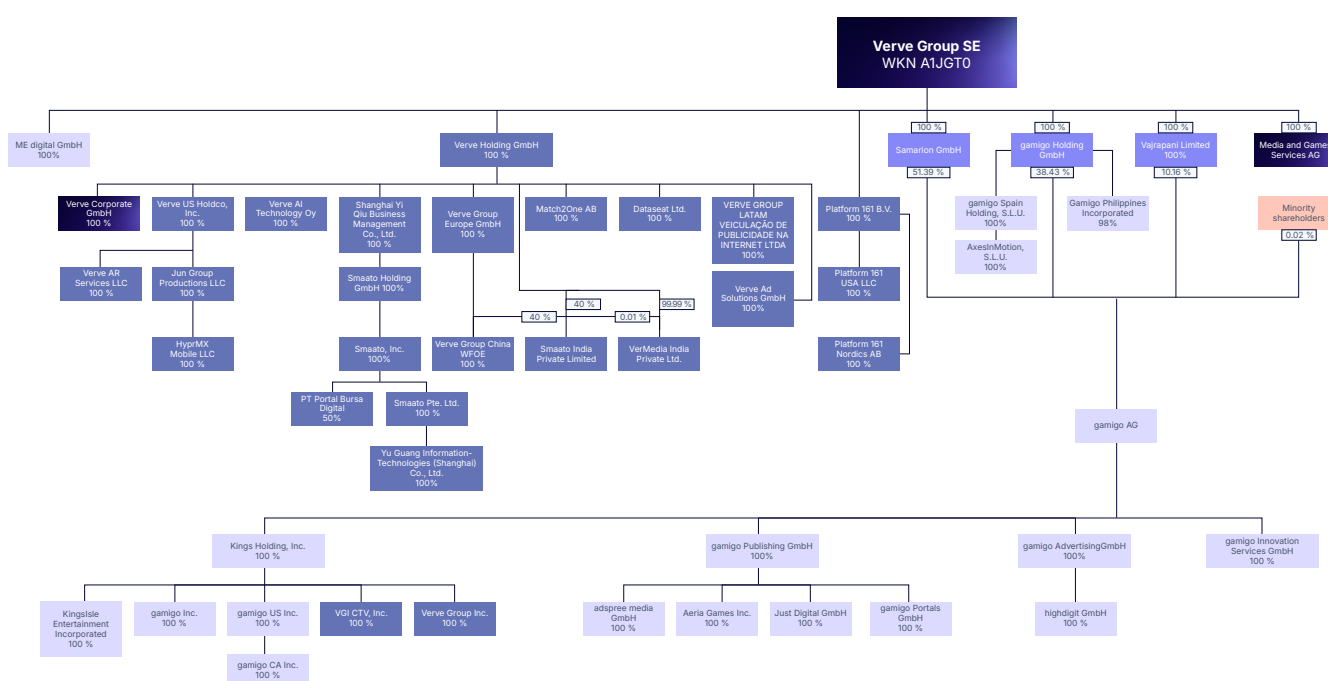 Verve Group SE
WKN A1JGT0
ME digital GmbH
100%
Verve Holding GmbH
100 %
100 %
Samarion GmbH
51.39 %
100 %
gamigo Holding
GmbH
38.43 %
100 %
Vajrapani Limited
100%
10.16 %
100 %
Media and Games
Services AG
Verve Corporate
GmbH
100 %
Verve US Holdco,
Inc.
100 %
Verve AI
Technology Oy
100 %
Shanghai Yi
Qiu Business
Management
Co., Ltd.
100 %
Verve Group
Europe GmbH
100 %
Match2One AB
100 %
Dataseat Ltd.
100 %
VERVE GROUP
LATAM
VEICULAÇÃO DE
PUBLICIDADE NA
INTERNET LTDA
100%
Platform 161 B.V.
100 %
gamigo Spain
Holding, S.L.U.
100%
Gamigo Philippines
Incorporated
98%
Minority
shareholders
0.02 %
AxesInMotion,
S.L.U.
100%
Verve AR
Services LLC
100 %
Jun Group
Productions LLC
100 %
Smaato Holding
GmbH 100%
Verve Ad
Solutions GmbH
100%
Platform 161
USA LLC
100 %
40 %
99.99 %
40 %
0.01 %
HyprMX
Mobile LLC
100 %
Smaato, Inc.
100%
Verve Group China
WFOE
100 %
Smaato India
Private Limited
VerMedia India
Private Ltd.
Platform 161
Nordics AB
100 %
PT Portal Bursa
Digital
50%
Smaato Pte. Ltd.
100 %
gamigo AG
Yu Guang Information-
Technologies (Shanghai)
Co., Ltd.
100%
Kings Holding, Inc.
100 %
gamigo Publishing GmbH
100%
gamigo AdvertisingGmbH
100%
gamigo Innovation
Services GmbH
100 %
KingsIsle
Entertainment
Incorporated
100 %
gamigo Inc.
100 %
gamigo US Inc.
100 %
VGI CTV, Inc.
100 %
Verve Group Inc.
100 %
adspree media
GmbH
100 %
Aeria Games Inc.
100 %
Just Digital GmbH
100 %
gamigo Portals
GmbH
100 %
highdigit GmbH
100 %
gamigo CA Inc.
100 %